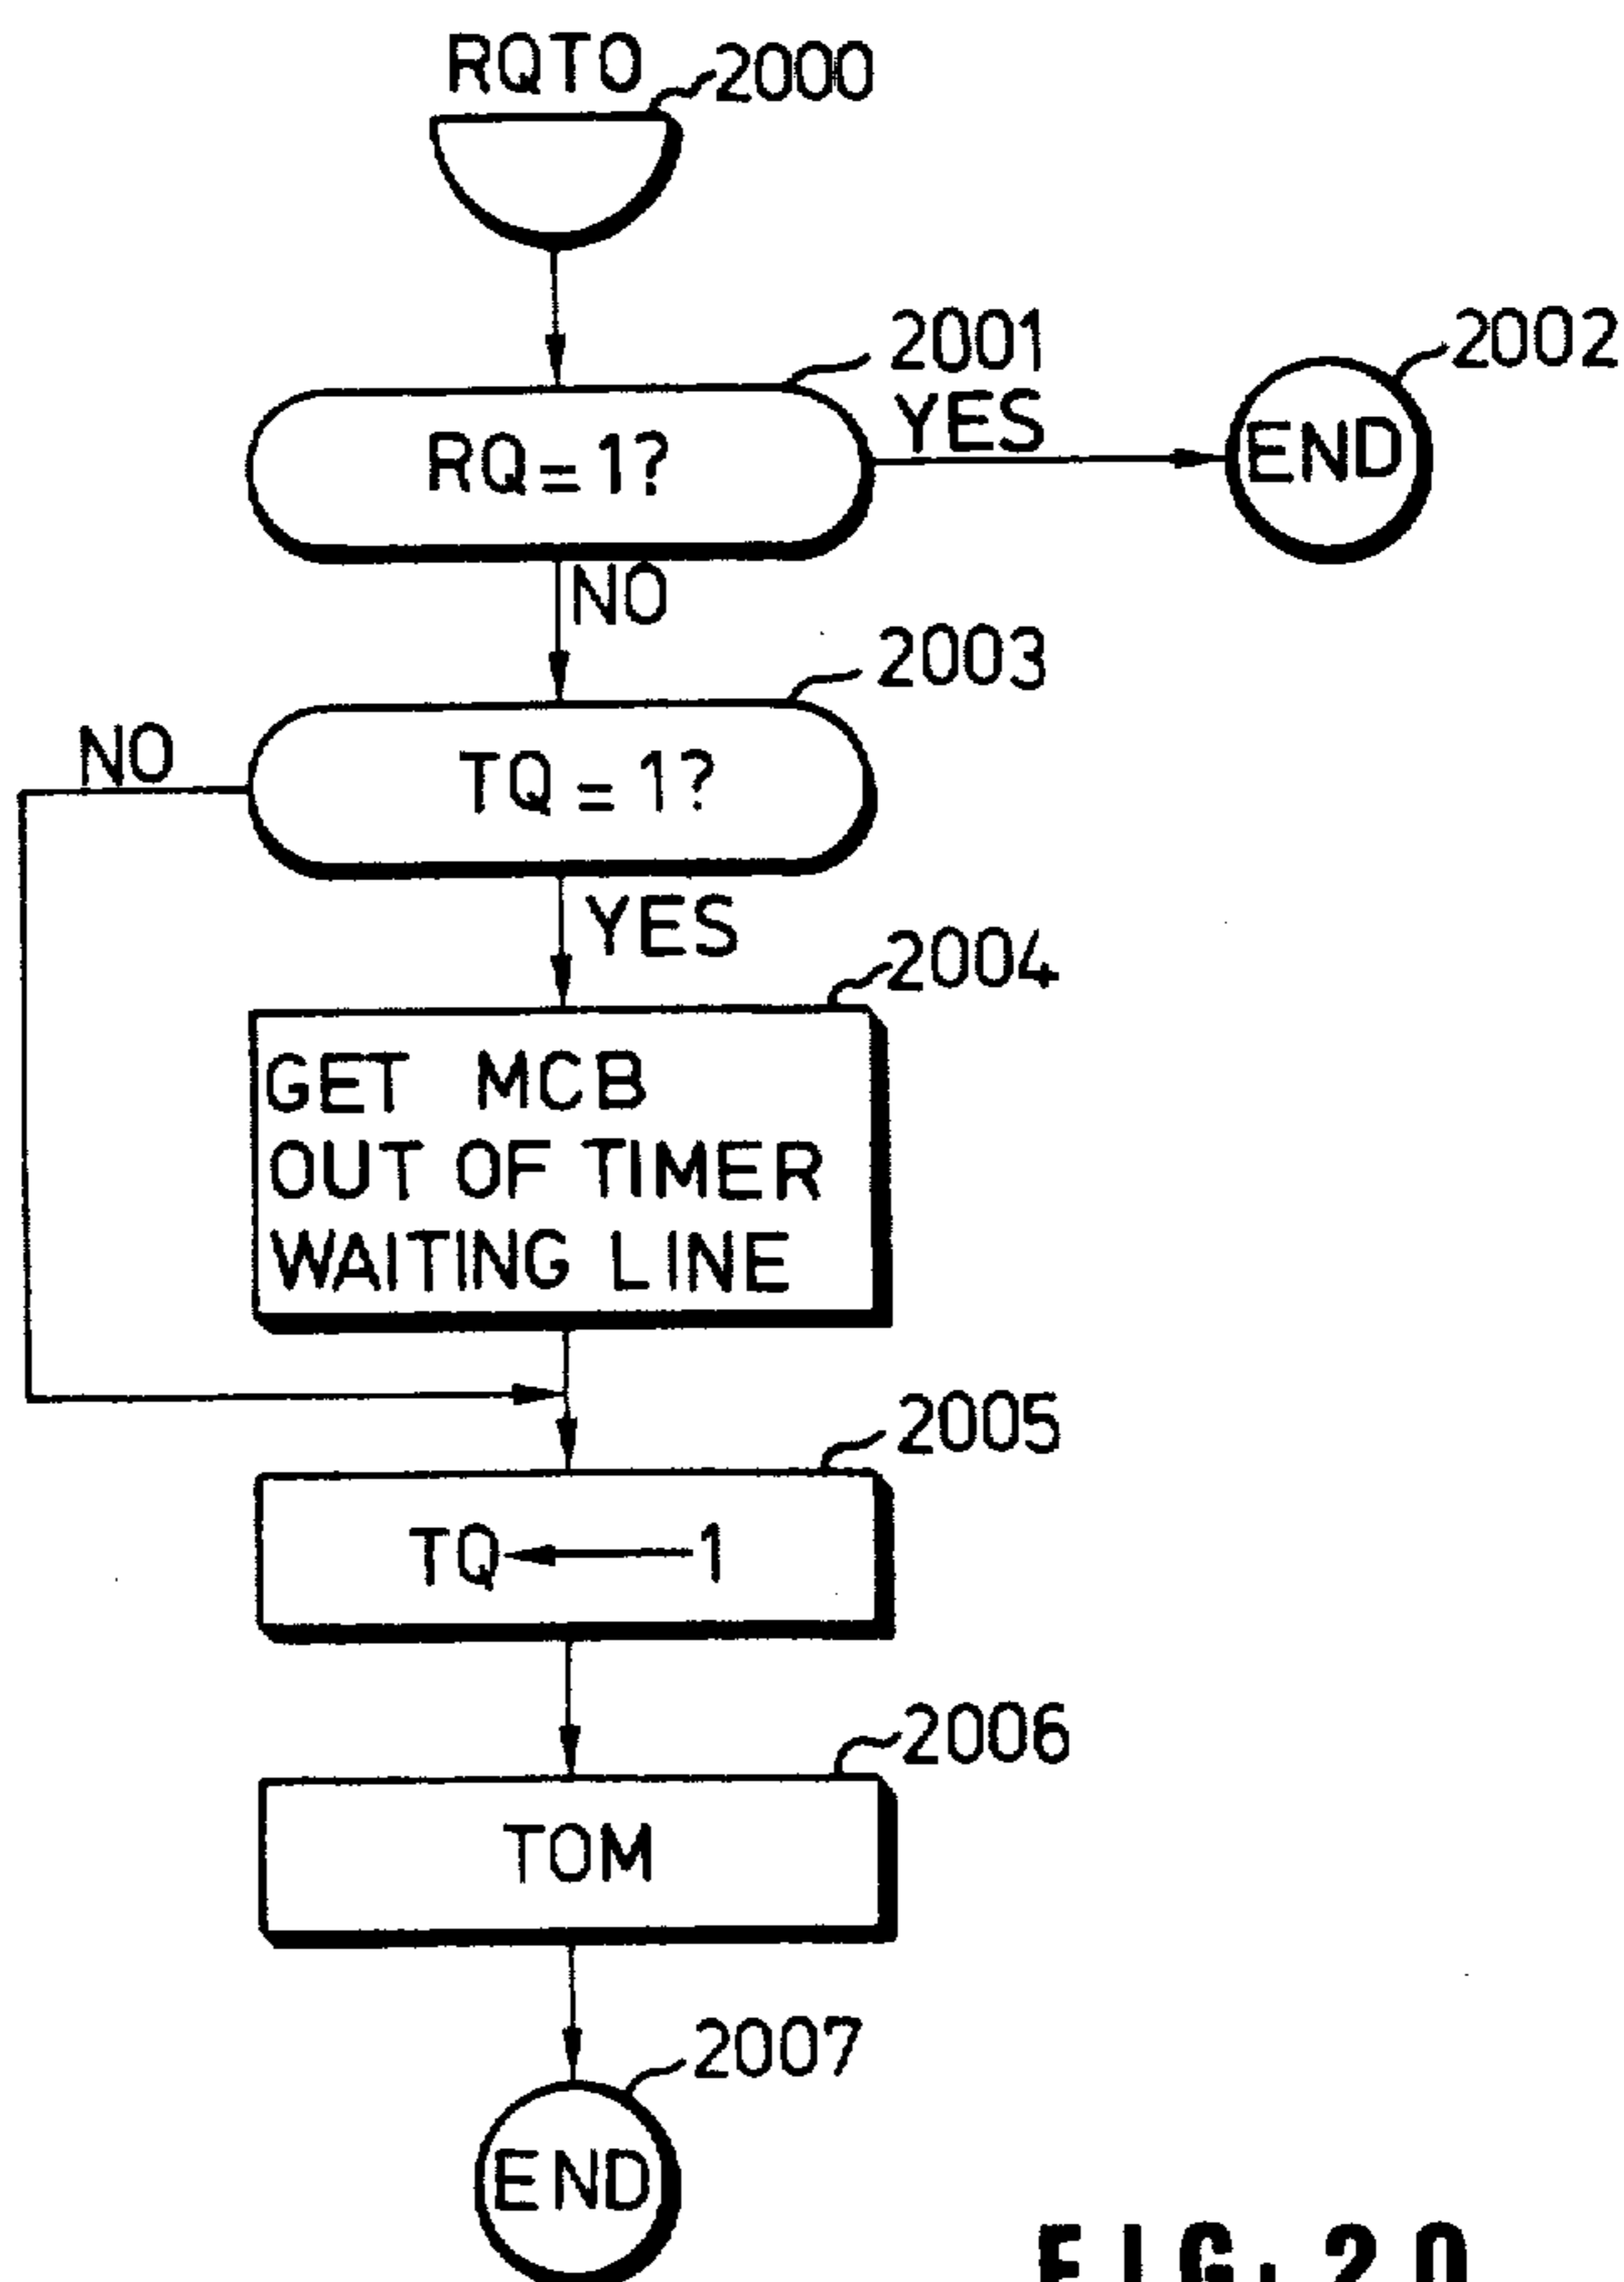 RQTO
2000
2001
RQ=1?
YES
2002
END
NO
2003
NO
TQ=1?
YES
2004
GET MCB
OUT OF TIMER
WAITING LINE
2005
TQ ← 1
2006
TOM
2007
END
FIG. 20